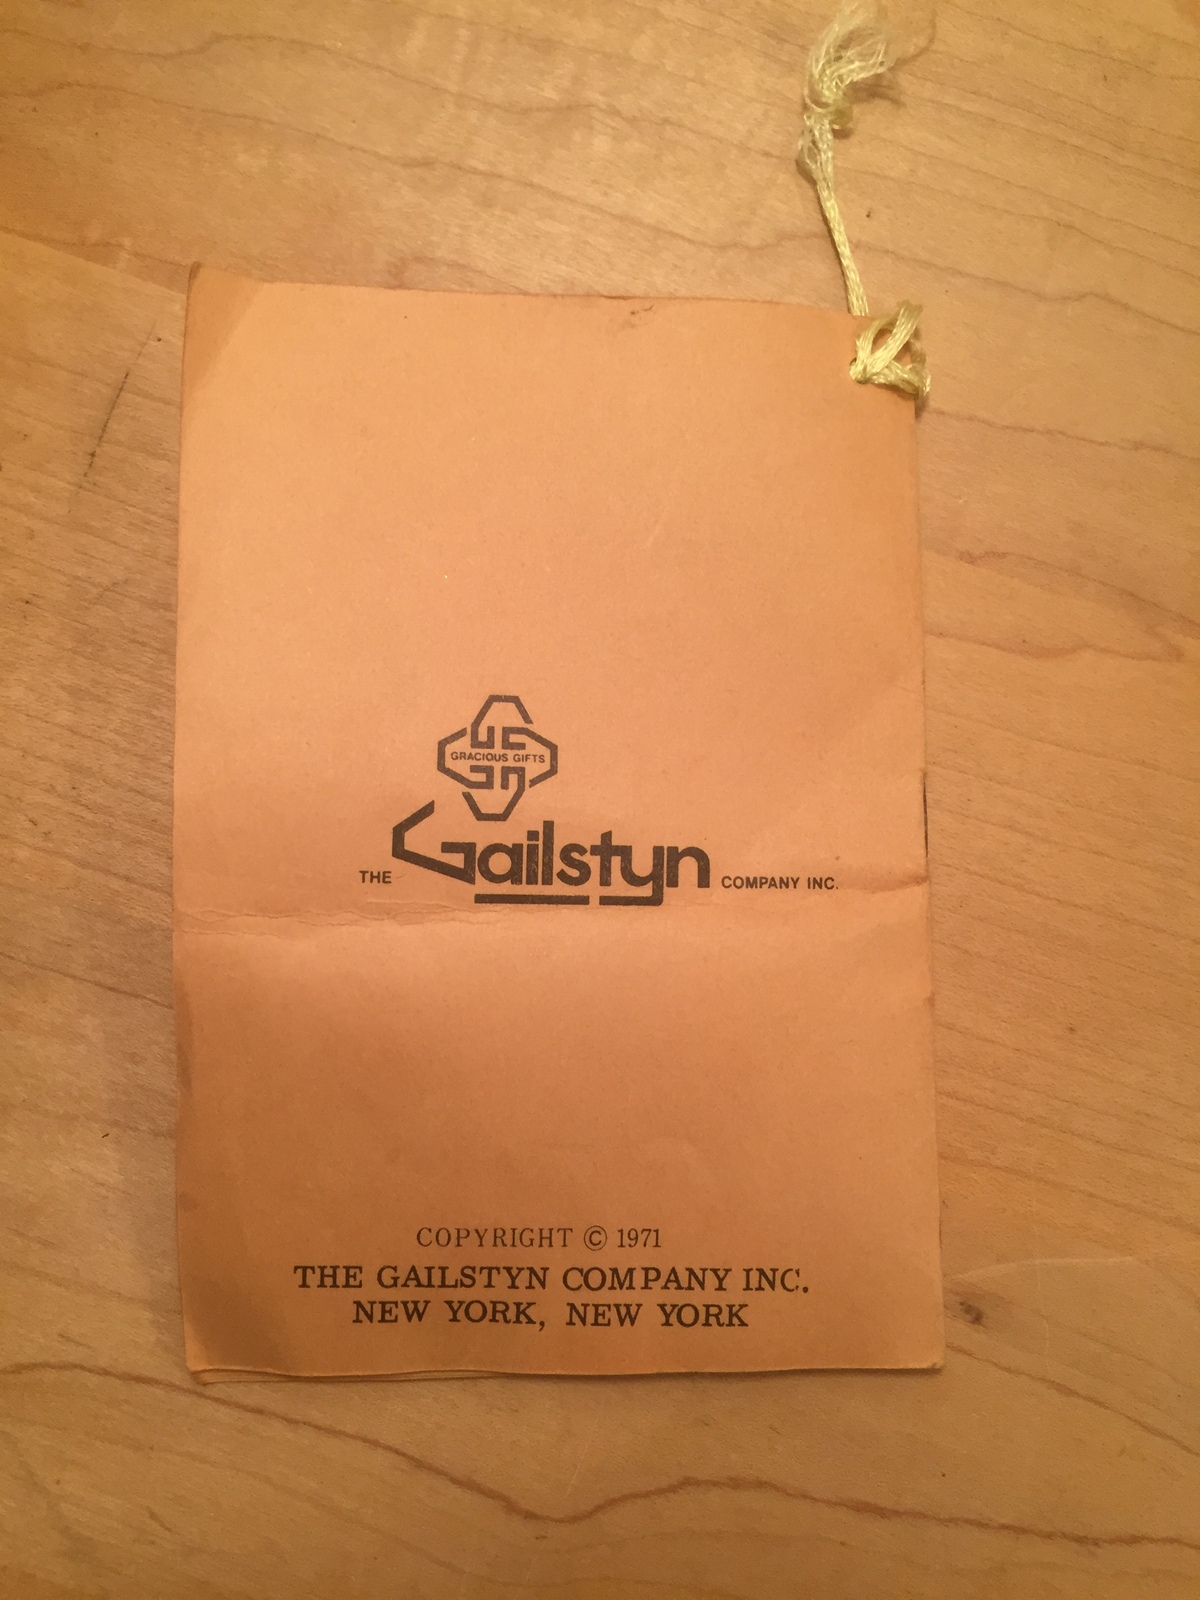 GRACIOUS GIFTS
THE Gailstyn COMPANY INC.
COPYRIGHT © 1971
THE GAILSTYN COMPANY INC.
NEW YORK, NEW YORK